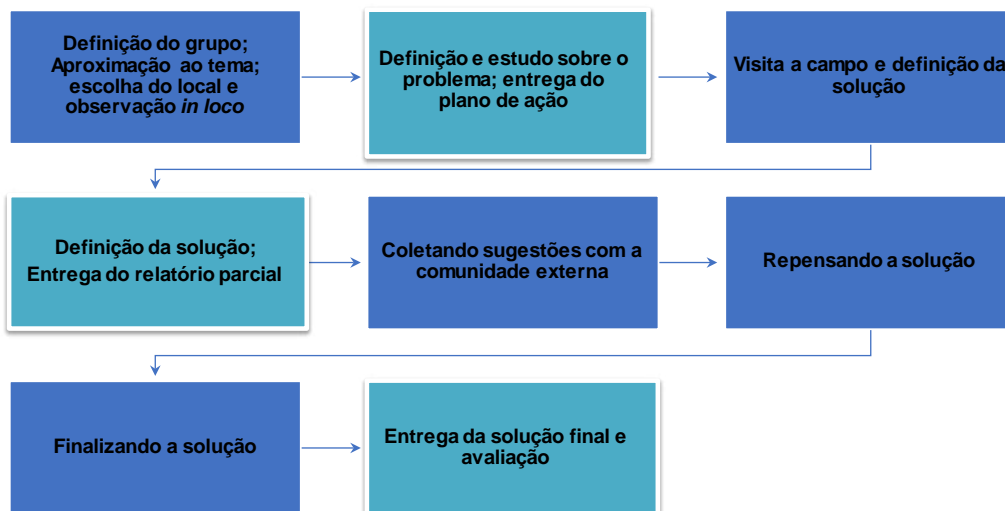 Definição do grupo;
Aproximação ao tema;
escolha do local e
observação in loco
Definição e estudo sobre o
problema; entrega do
plano de ação
Visita a campo e definição da
solução
Definição da solução;
Entrega do relatório parcial
Coletando sugestões com a
comunidade externa
Repensando a solução
Finalizando a solução
Entrega da solução final e
avaliação